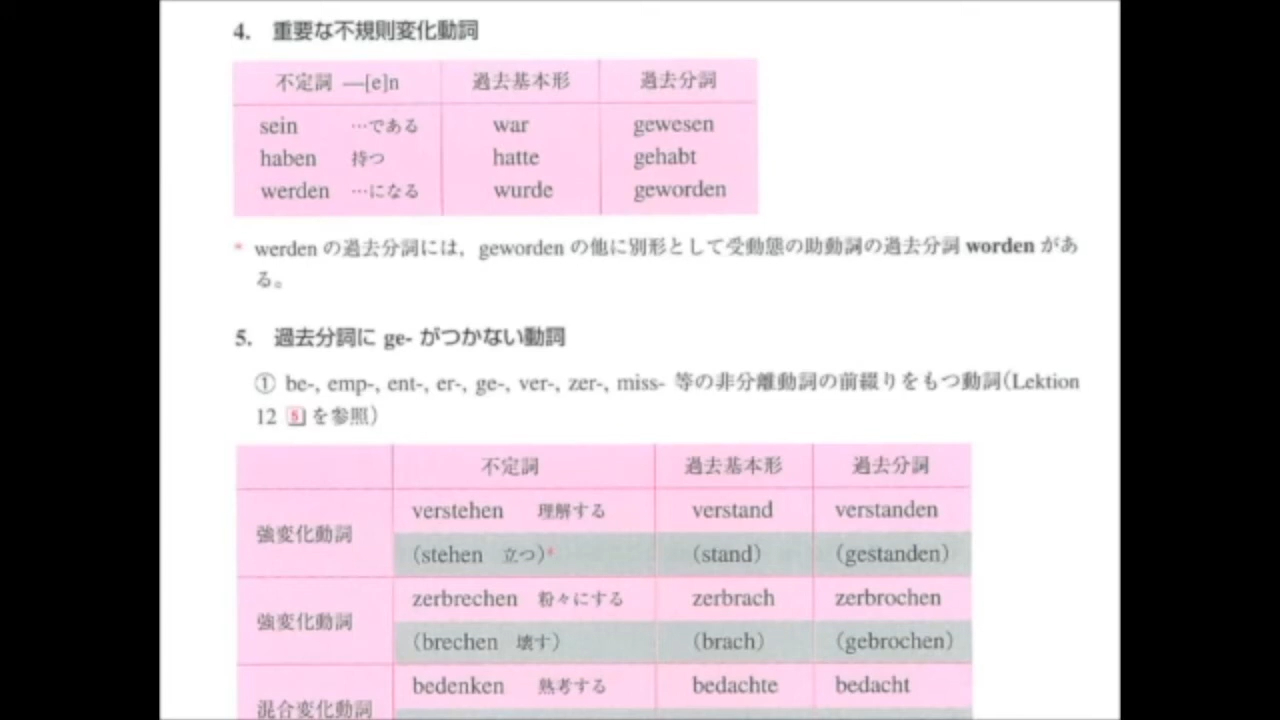 4. 重要な不規則変化動詞
不定詞 —[e]n 過去基本形 過去分詞
sein …である war gewesen
haben 持つ hatte gehabt
werden …になる wurde geworden
* werden の過去分詞には，geworden の他に別形として受動態の助動詞の過去分詞 worden があ
る。
5. 過去分詞に ge- がつかない動詞
① be-, emp-, ent-, er-, ge-, ver-, zer-, miss- 等の非分離動詞の前綴りをもつ動詞(Lektion
12 5 を参照)
不定詞 過去基本形 過去分詞
強変化動詞 verstehen 理解する verstand verstanden
(stehen 立つ)* (stand) (gestanden)
強変化動詞 zerbrechen 粉々にする zerbrach zerbrochen
(brechen 壊す) (brach) (gebrochen)
混合変化動詞 bedenken 熟考する bedachte bedacht